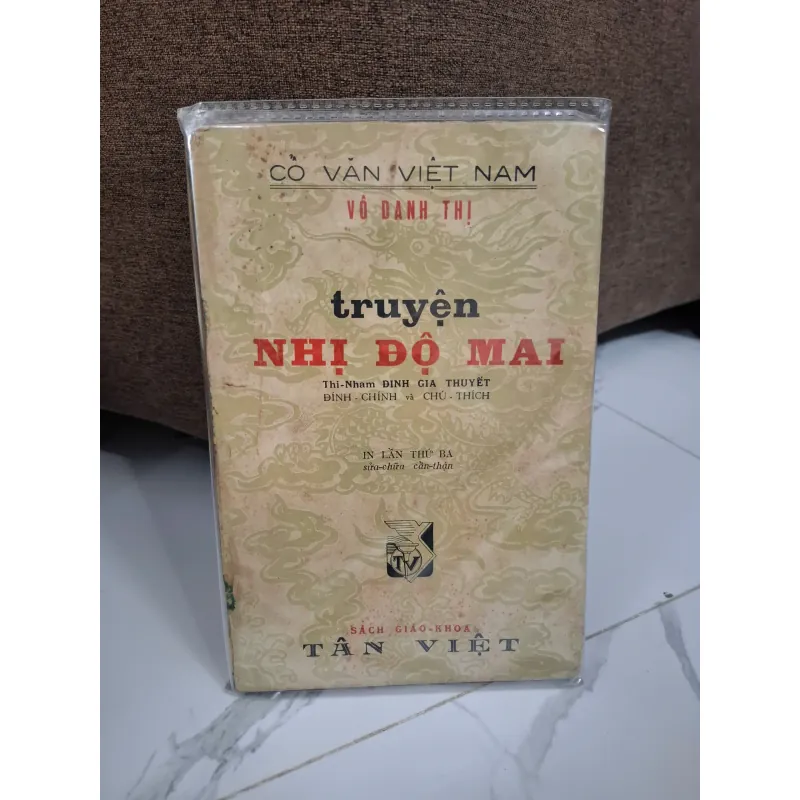 CỔ VĂN VIỆT NAM
VÔ DANH THỊ
truyện
NHỊ ĐỘ MAI
Thi-Nham ĐINH GIA THUYẾT
ĐÍNH-CHÍNH và CHÚ-THÍCH
IN LẦN THỨ BA
sửa-chữa cẩn-thận
TV
SÁCH GIÁO-KHOA
TÂN VIỆT